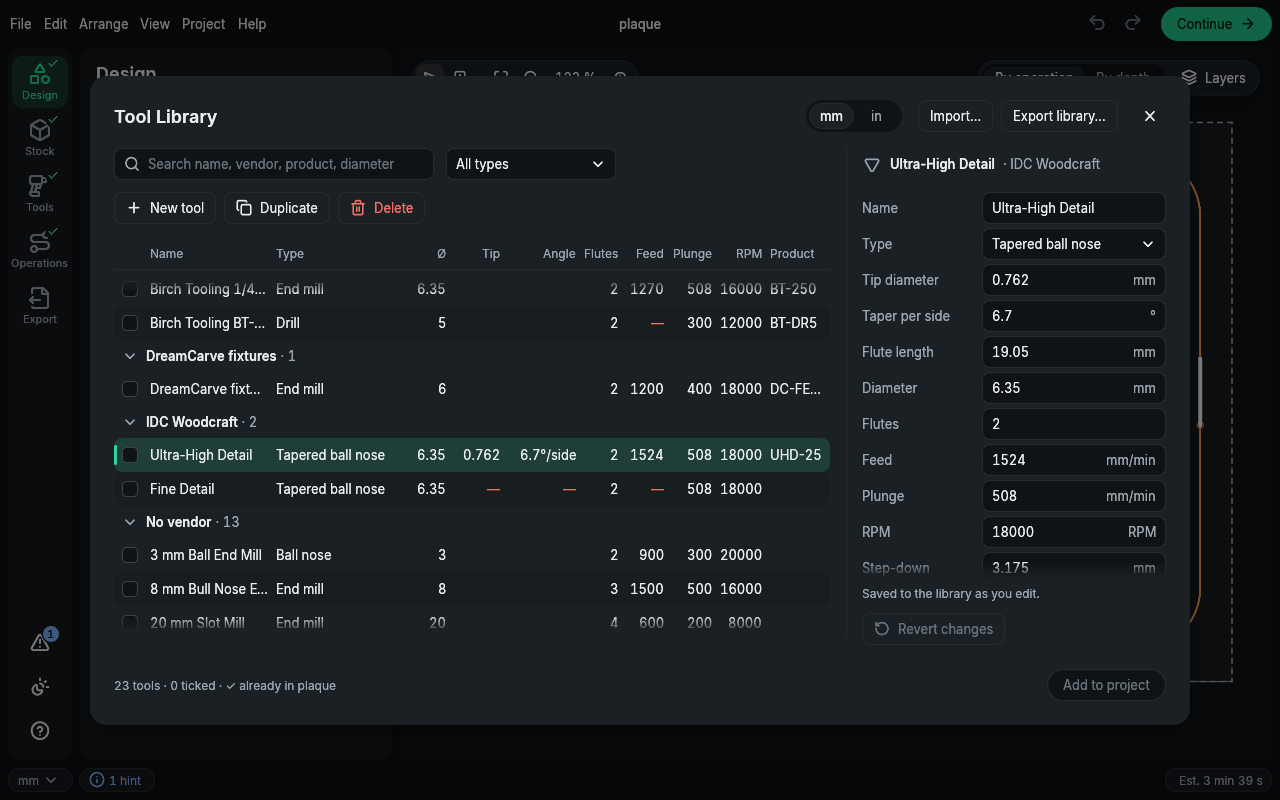 File Edit Arrange View Project Help
plaque
Continue
Design
Stock
Tools
Operations
Export
1
Design
122 %
By operation By depth
Layers
Tool Library
mm in
Import...
Export library...
Search name, vendor, product, diameter
All types
New tool
Duplicate
Delete
Name Type Ø Tip Angle Flutes Feed Plunge RPM Product
Birch Tooling 1/4... End mill 6.35 2 1270 508 16000 BT-250
Birch Tooling BT-... Drill 5 2 — 300 12000 BT-DR5
DreamCarve fixtures · 1
DreamCarve fixt... End mill 6 2 1200 400 18000 DC-FE...
IDC Woodcraft · 2
Ultra-High Detail Tapered ball nose 6.35 0.762 6.7°/side 2 1524 508 18000 UHD-25
Fine Detail Tapered ball nose 6.35 — — 2 — 508 18000
No vendor · 13
3 mm Ball End Mill Ball nose 3 2 900 300 20000
8 mm Bull Nose E... End mill 8 3 1500 500 16000
20 mm Slot Mill End mill 20 4 600 200 8000
Ultra-High Detail · IDC Woodcraft
Name Ultra-High Detail
Type Tapered ball nose
Tip diameter 0.762 mm
Taper per side 6.7 °
Flute length 19.05 mm
Diameter 6.35 mm
Flutes 2
Feed 1524 mm/min
Plunge 508 mm/min
RPM 18000 RPM
Step-down 3.175 mm
Saved to the library as you edit.
Revert changes
23 tools · 0 ticked · ✓ already in plaque
Add to project
mm
1 hint
Est. 3 min 39 s